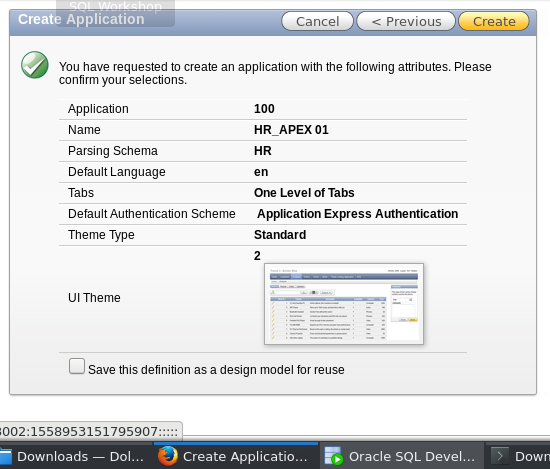 SQL Workshop
Create Application
Cancel
< Previous
Create
You have requested to create an application with the following attributes. Please
confirm your selections.
Application 100
Name HR_APEX 01
Parsing Schema HR
Default Language en
Tabs One Level of Tabs
Default Authentication Scheme Application Express Authentication
Theme Type Standard
UI Theme 2
Save this definition as a design model for reuse
3002:1558953151795907:::::
Downloads — Dol...
Create Applicatio...
Oracle SQL Devel...
Down